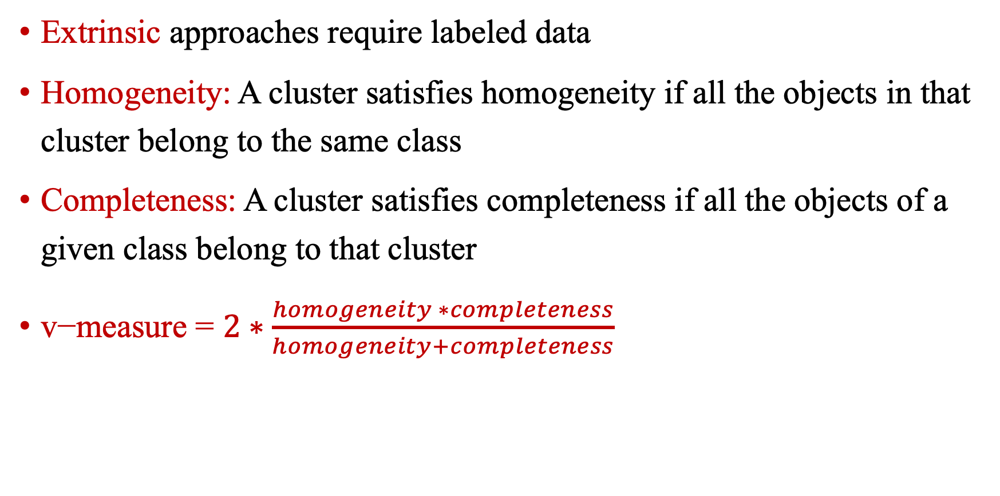 • Extrinsic approaches require labeled data
• Homogeneity: A cluster satisfies homogeneity if all the objects in that
cluster belong to the same class
• Completeness: A cluster satisfies completeness if all the objects of a
given class belong to that cluster
• v–measure = 2 * homogeneity *completeness / homogeneity+completeness